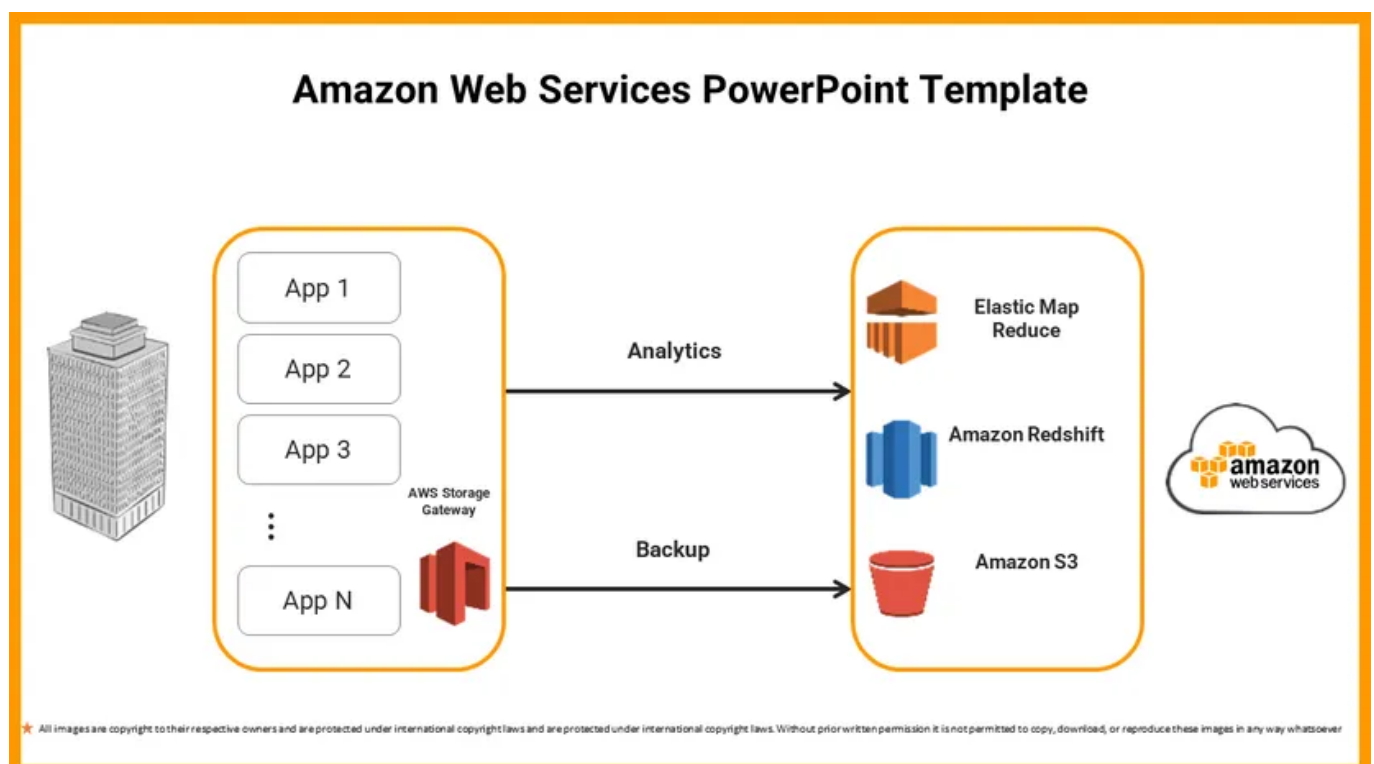 Amazon Web Services PowerPoint Template
App 1
App 2
App 3
App N
AWS Storage
Gateway
Analytics
Backup
Elastic Map
Reduce
Amazon Redshift
Amazon S3
amazon
webservices
All images are copyright to their respective owners and are protected under international copyright laws and are protected under international copyright laws. Without prior written permission it is not permitted to copy, download, or reproduce these images in any way whatsoever